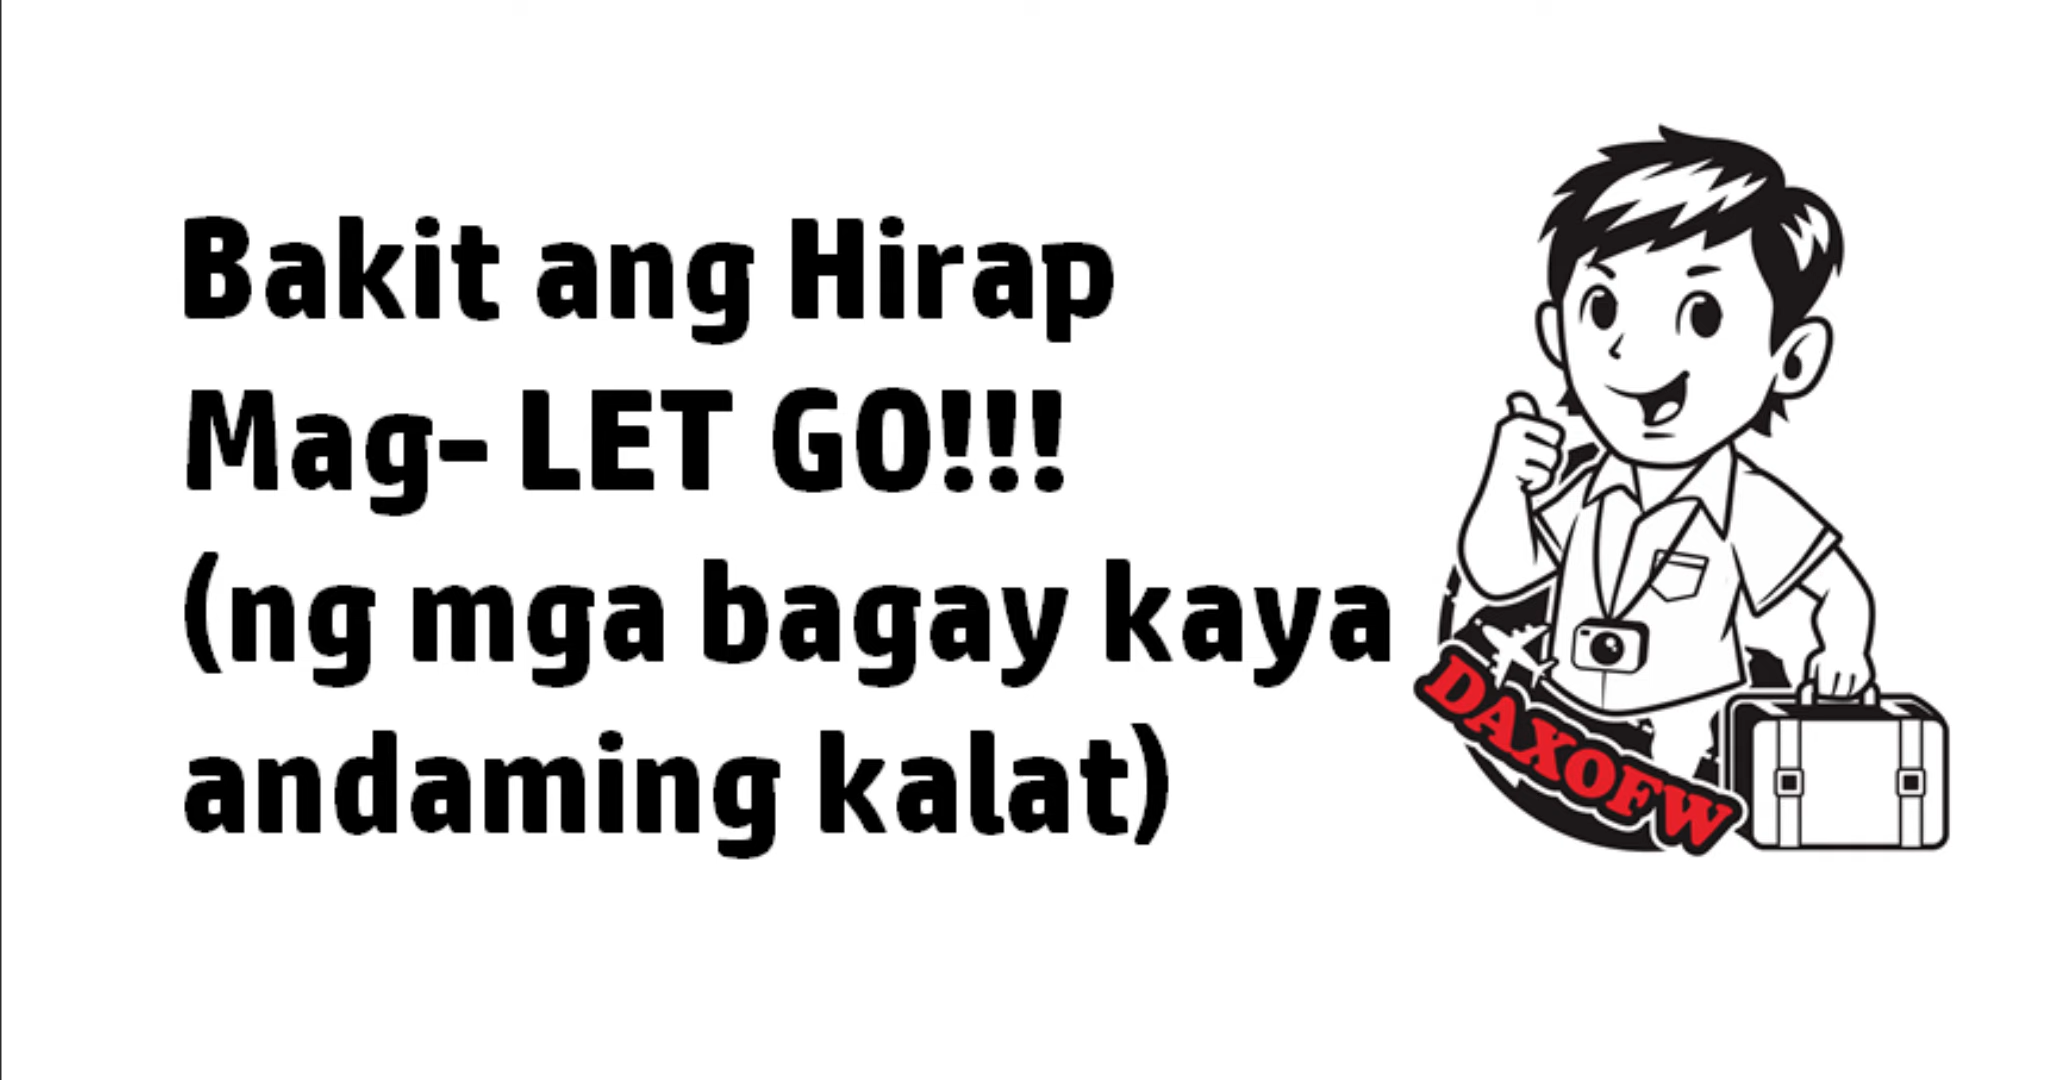 Bakit ang Hirap
Mag- LET GO!!!
(ng mga bagay kaya
andaming kalat)
DAXOFW